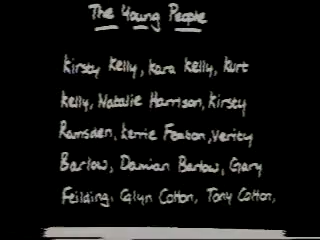 The Young People
Kirsty Kelly, Kara Kelly, Kurt
Kelly, Natalie Harrison, Kirsty
Ramsden, Kerrie Foxton, Verity
Barlow, Damian Barlow, Gary
Feilding, Glyn Cotton, Tony Cotton,